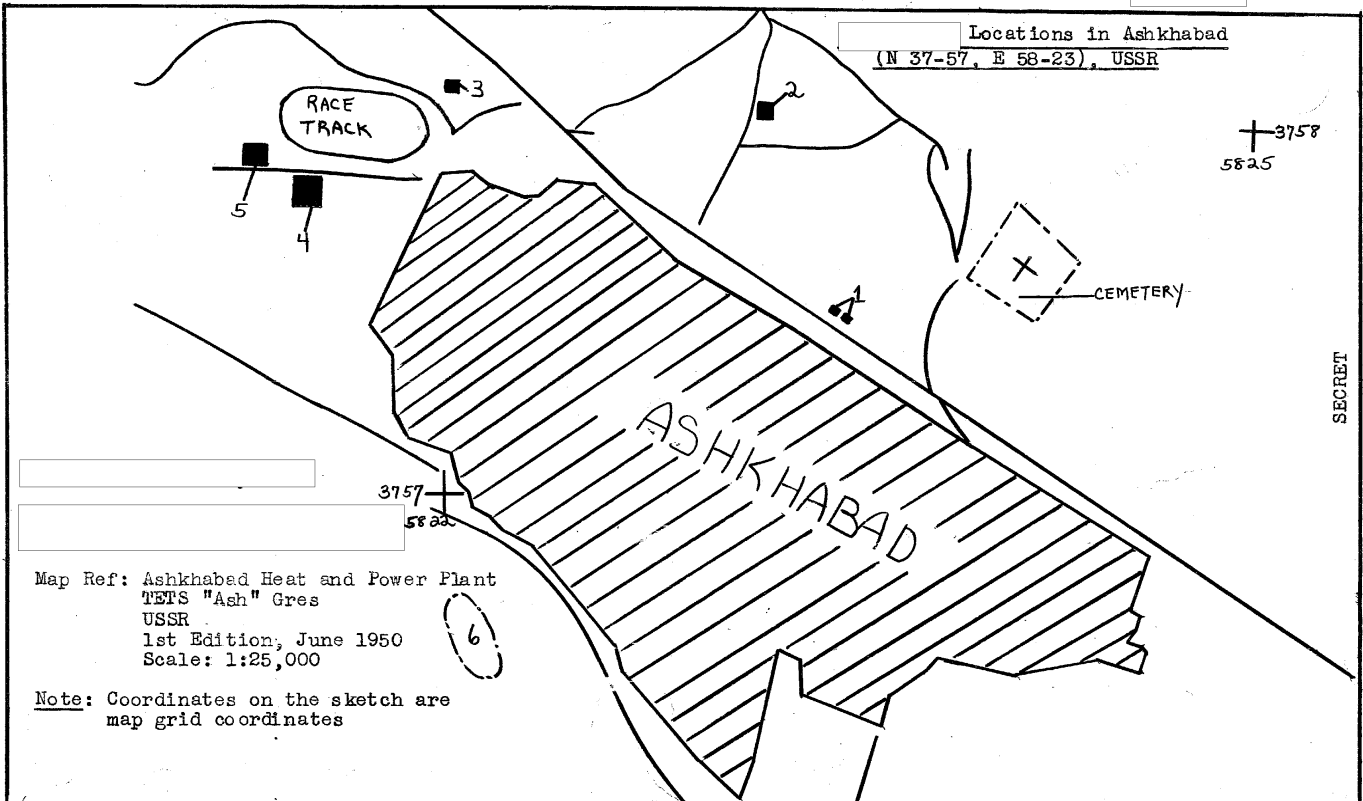 Locations in Ashkhabad
(N 37-57, E 58-23), USSR
3
RACE
TRACK
2
3758
5825
5
4
1
CEMETERY
SECRET
ASHKHABAD
3757
5822
Map Ref: Ashkhabad Heat and Power Plant
TETS "Ash" Gres
USSR
1st Edition, June 1950
Scale: 1:25,000
6
Note: Coordinates on the sketch are
map grid coordinates